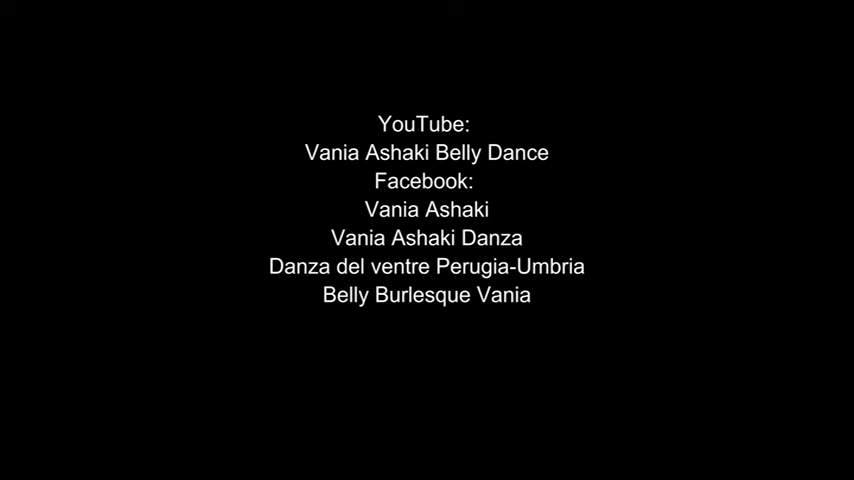 YouTube:
Vania Ashaki Belly Dance
Facebook:
Vania Ashaki
Vania Ashaki Danza
Danza del ventre Perugia-Umbria
Belly Burlesque Vania